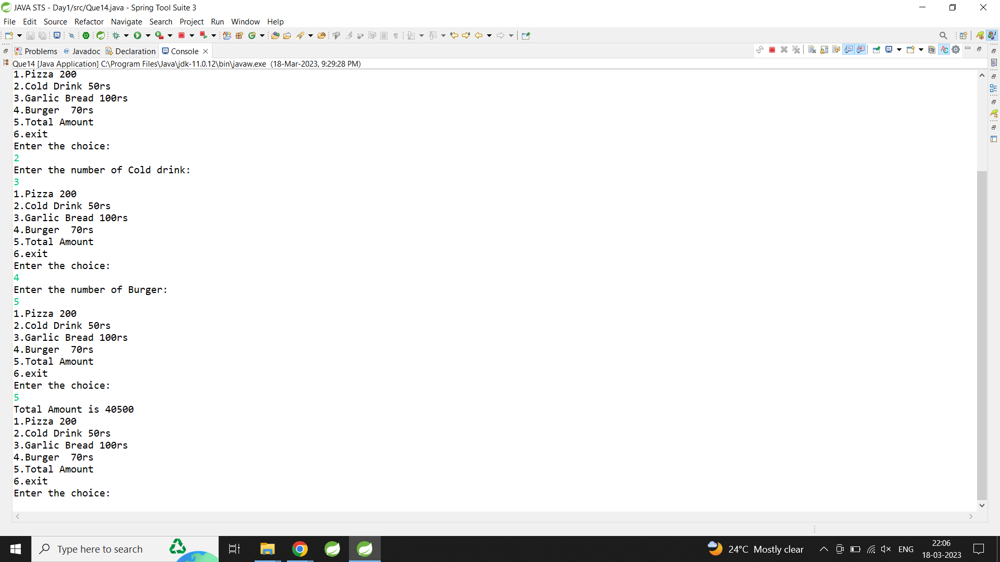 JAVA STS - Day1/src/Que14.java - Spring Tool Suite 3
File Edit Source Refactor Navigate Search Project Run Window Help
Problems @ Javadoc Declaration Console
Que14 [Java Application] C:\Program Files\Java\jdk-11.0.12\bin\javaw.exe (18-Mar-2023, 9:29:28 PM)
1.Pizza 200
2.Cold Drink 50rs
3.Garlic Bread 100rs
4.Burger  70rs
5.Total Amount
6.exit
Enter the choice:
2
Enter the number of Cold drink:
3
1.Pizza 200
2.Cold Drink 50rs
3.Garlic Bread 100rs
4.Burger  70rs
5.Total Amount
6.exit
Enter the choice:
4
Enter the number of Burger:
5
1.Pizza 200
2.Cold Drink 50rs
3.Garlic Bread 100rs
4.Burger  70rs
5.Total Amount
6.exit
Enter the choice:
5
Total Amount is 40500
1.Pizza 200
2.Cold Drink 50rs
3.Garlic Bread 100rs
4.Burger  70rs
5.Total Amount
6.exit
Enter the choice:
Type here to search
24°C Mostly clear
ENG
22:06
18-03-2023